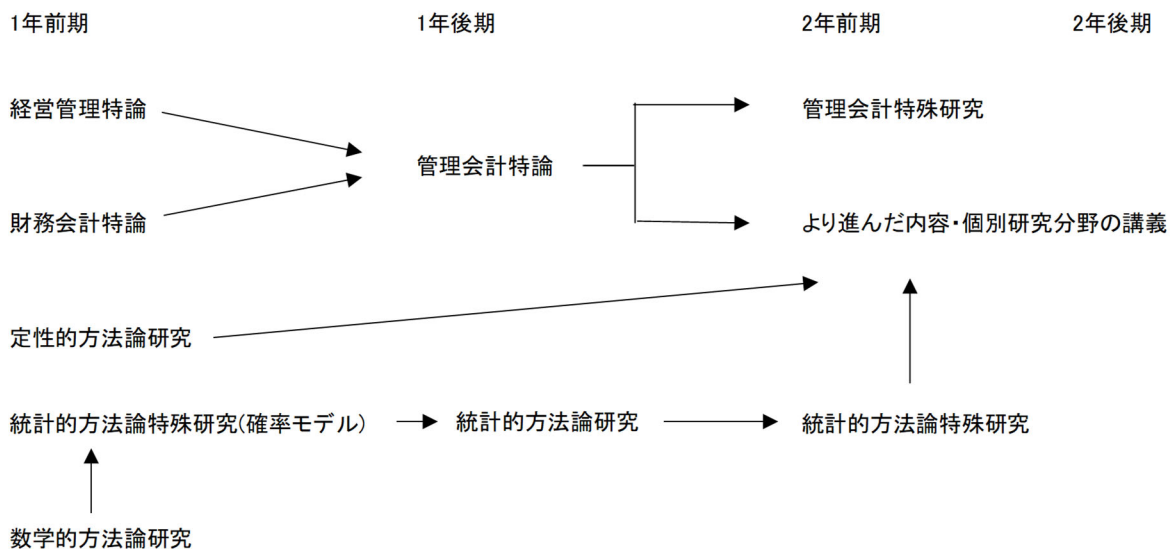 1年前期 1年後期 2年前期 2年後期
経営管理特論 管理会計特殊研究
管理会計特論
財務会計特論 より進んだ内容・個別研究分野の講義
定性的方法論研究
統計的方法論特殊研究(確率モデル) 統計的方法論研究 統計的方法論特殊研究
数学的方法論研究